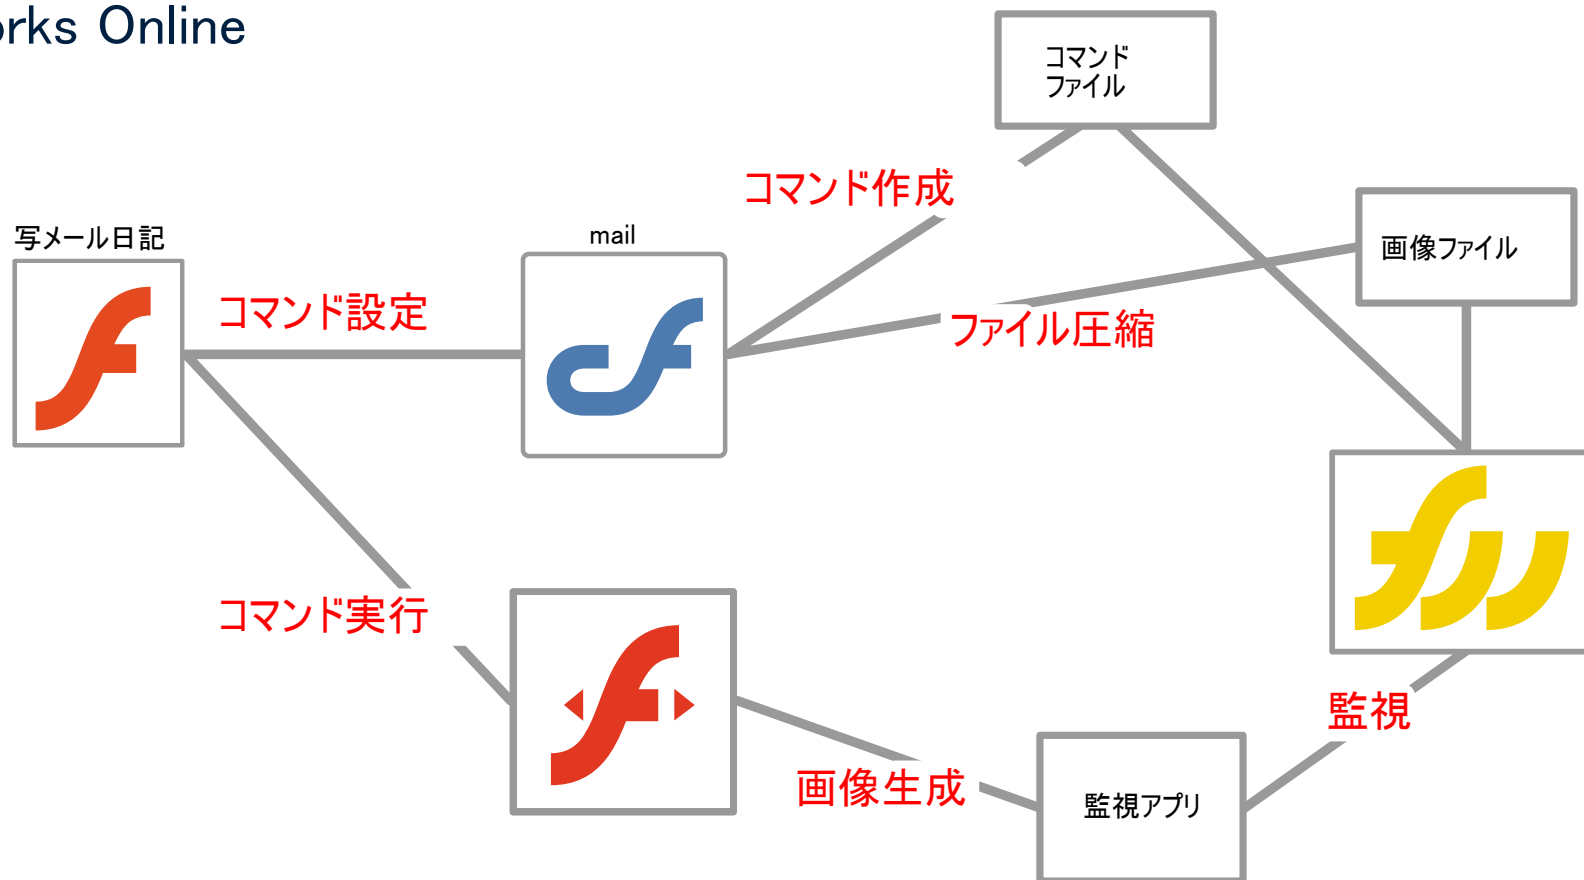 orks Online
コマンド
ファイル
コマンド作成
写メール日記
mail
画像ファイル
コマンド設定
ファイル圧縮
コマンド実行
監視
画像生成
監視アプリ